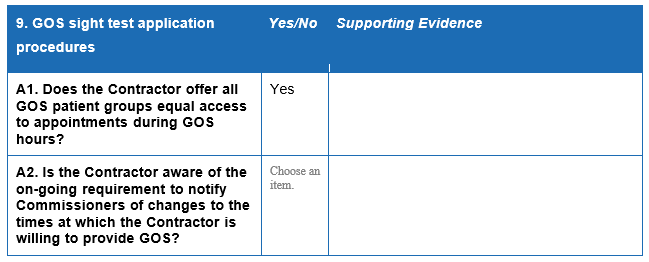 9. GOS sight test application
procedures
Yes/No
Supporting Evidence
A1. Does the Contractor offer all
GOS patient groups equal access
to appointments during GOS
hours?
Yes
A2. Is the Contractor aware of the
on-going requirement to notify
Commissioners of changes to the
times at which the Contractor is
willing to provide GOS?
Choose an
item.